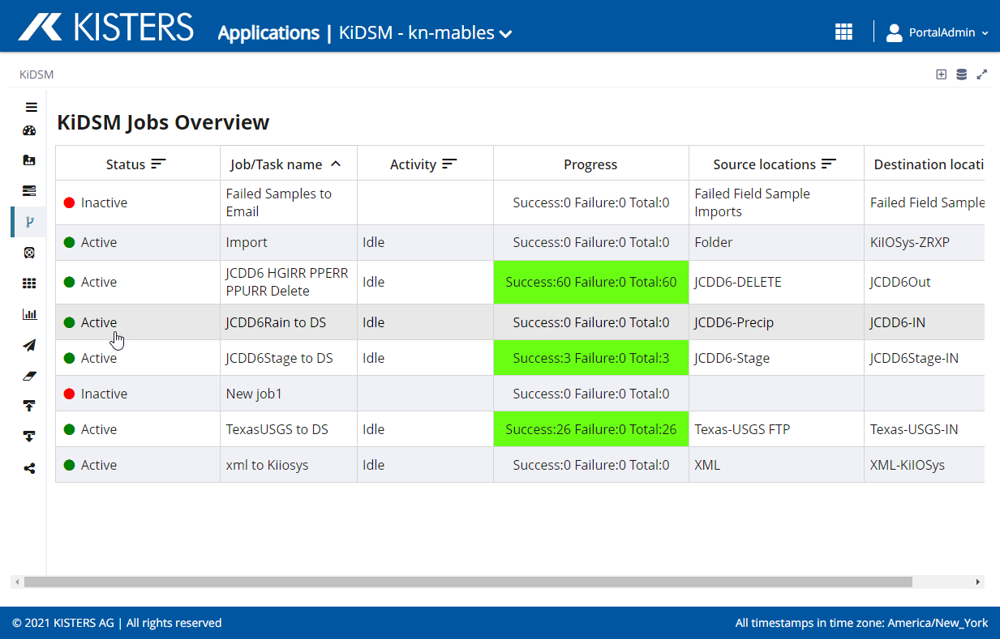 KISTERS Applications | KiDSM - kn-mables PortalAdmin
KiDSM
KiDSM Jobs Overview
Status Job/Task name Activity Progress Source locations Destination locati
Inactive Failed Samples to Email Success:0 Failure:0 Total:0 Failed Field Sample Imports Failed Field Sample
Active Import Idle Success:0 Failure:0 Total:0 Folder KiIOSys-ZRXP
Active JCDD6 HGIRR PPERR PPURR Delete Idle Success:60 Failure:0 Total:60 JCDD6-DELETE JCDD6Out
Active JCDD6Rain to DS Idle Success:0 Failure:0 Total:0 JCDD6-Precip JCDD6-IN
Active JCDD6Stage to DS Idle Success:3 Failure:0 Total:3 JCDD6-Stage JCDD6Stage-IN
Inactive New job1 Success:0 Failure:0 Total:0
Active TexasUSGS to DS Idle Success:26 Failure:0 Total:26 Texas-USGS FTP Texas-USGS-IN
Active xml to Kiiosys Idle Success:0 Failure:0 Total:0 XML XML-KiIOSys
© 2021 KISTERS AG | All rights reserved All timestamps in time zone: America/New_York